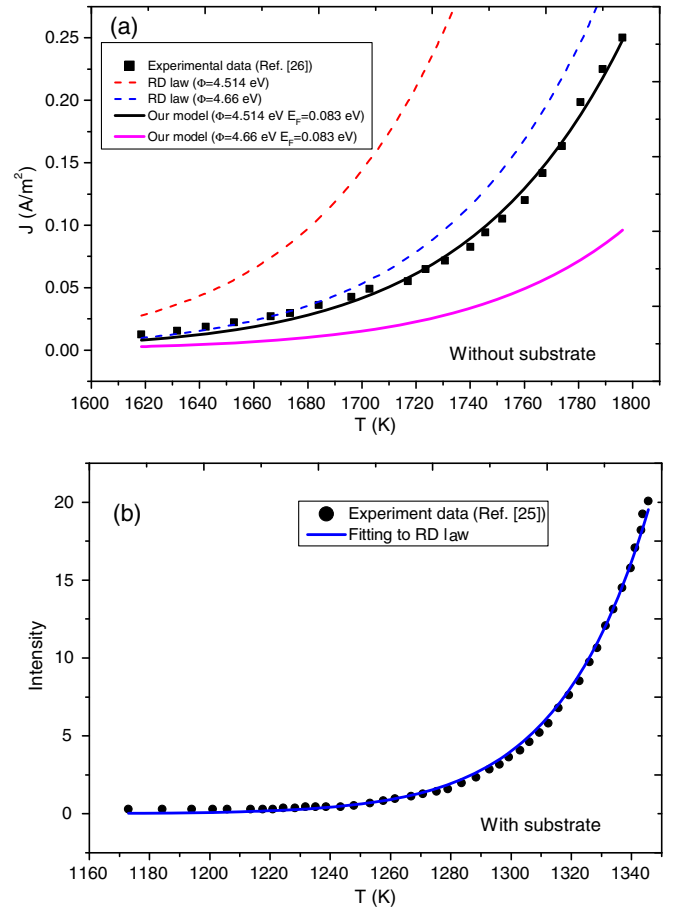 (a)
Experimental data (Ref. [26])
RD law (Φ=4.514 eV)
RD law (Φ=4.66 eV)
Our model (Φ=4.514 eV E_F=0.083 eV)
Our model (Φ=4.66 eV E_F=0.083 eV)
0.25
0.20
0.15
0.10
0.05
0.00
J (A/m²)
Without substrate
1600 1620 1640 1660 1680 1700 1720 1740 1760 1780 1800
T (K)
(b)
Experiment data (Ref. [25])
Fitting to RD law
20
15
10
5
0
Intensity
With substrate
1160 1180 1200 1220 1240 1260 1280 1300 1320 1340
T (K)